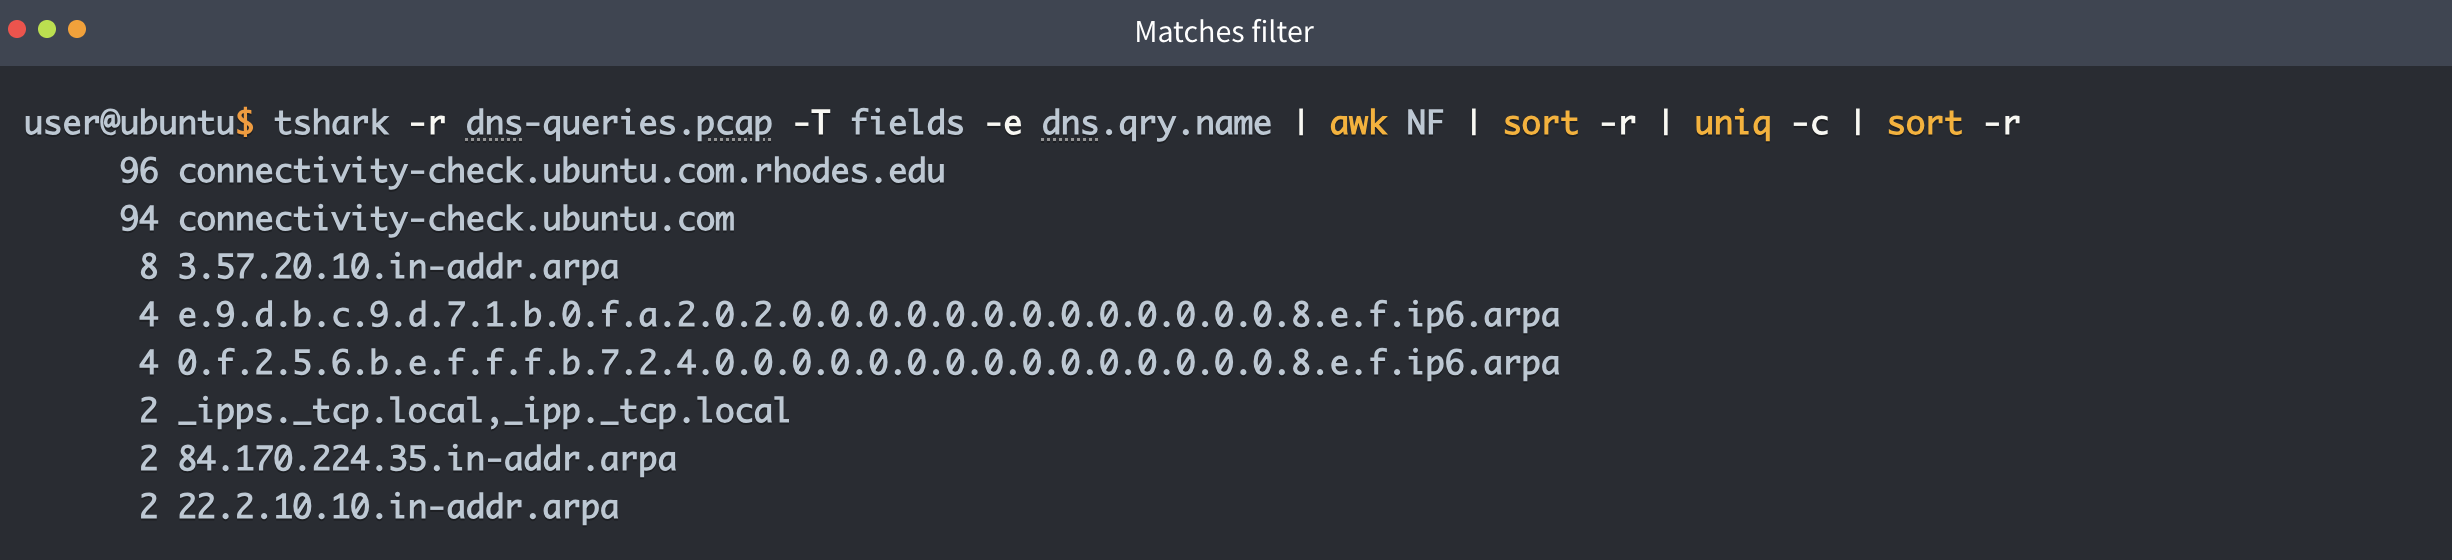 Matches filter
user@ubuntu$ tshark -r dns-queries.pcap -T fields -e dns.qry.name | awk NF | sort -r | uniq -c | sort -r
96 connectivity-check.ubuntu.com.rhodes.edu
94 connectivity-check.ubuntu.com
8 3.57.20.10.in-addr.arpa
4 e.9.d.b.c.9.d.7.1.b.0.f.a.2.0.2.0.0.0.0.0.0.0.0.0.0.0.0.0.8.e.f.ip6.arpa
4 0.f.2.5.6.b.e.f.f.f.b.7.2.4.0.0.0.0.0.0.0.0.0.0.0.0.0.0.0.8.e.f.ip6.arpa
2 _ipps._tcp.local,_ipp._tcp.local
2 84.170.224.35.in-addr.arpa
2 22.2.10.10.in-addr.arpa